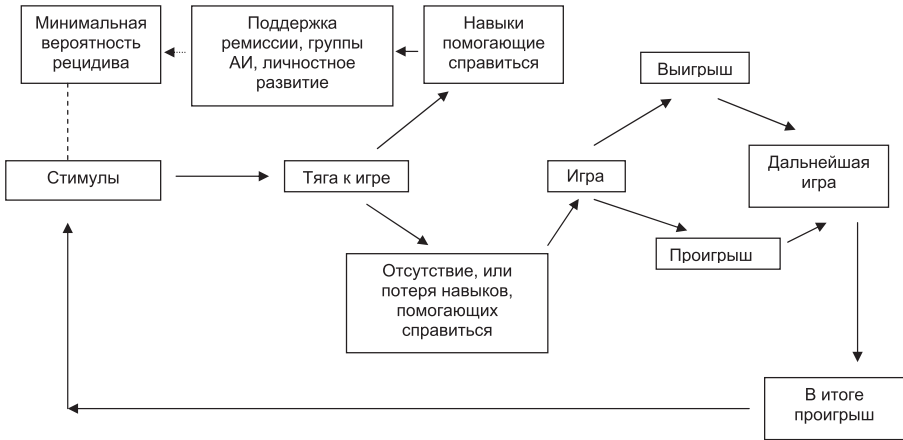 Минимальная
вероятность
рецидива
Поддержка
ремиссии, группы
АИ, личностное
развитие
Навыки
помогающие
справиться
Выигрыш
Стимулы
Тяга к игре
Игра
Дальнейшая
игра
Отсутствие, или
потеря навыков,
помогающих
справиться
Проигрыш
В итоге
проигрыш